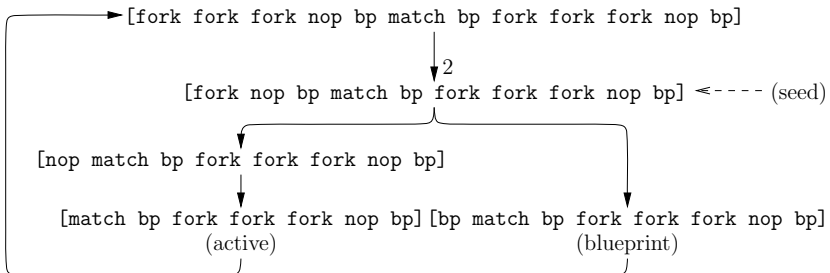 [fork fork fork nop bp match bp fork fork fork nop bp]
2
[fork nop bp match bp fork fork fork nop bp] (seed)
[nop match bp fork fork fork nop bp]
[match bp fork fork fork nop bp] [bp match bp fork fork fork nop bp]
(active) (blueprint)